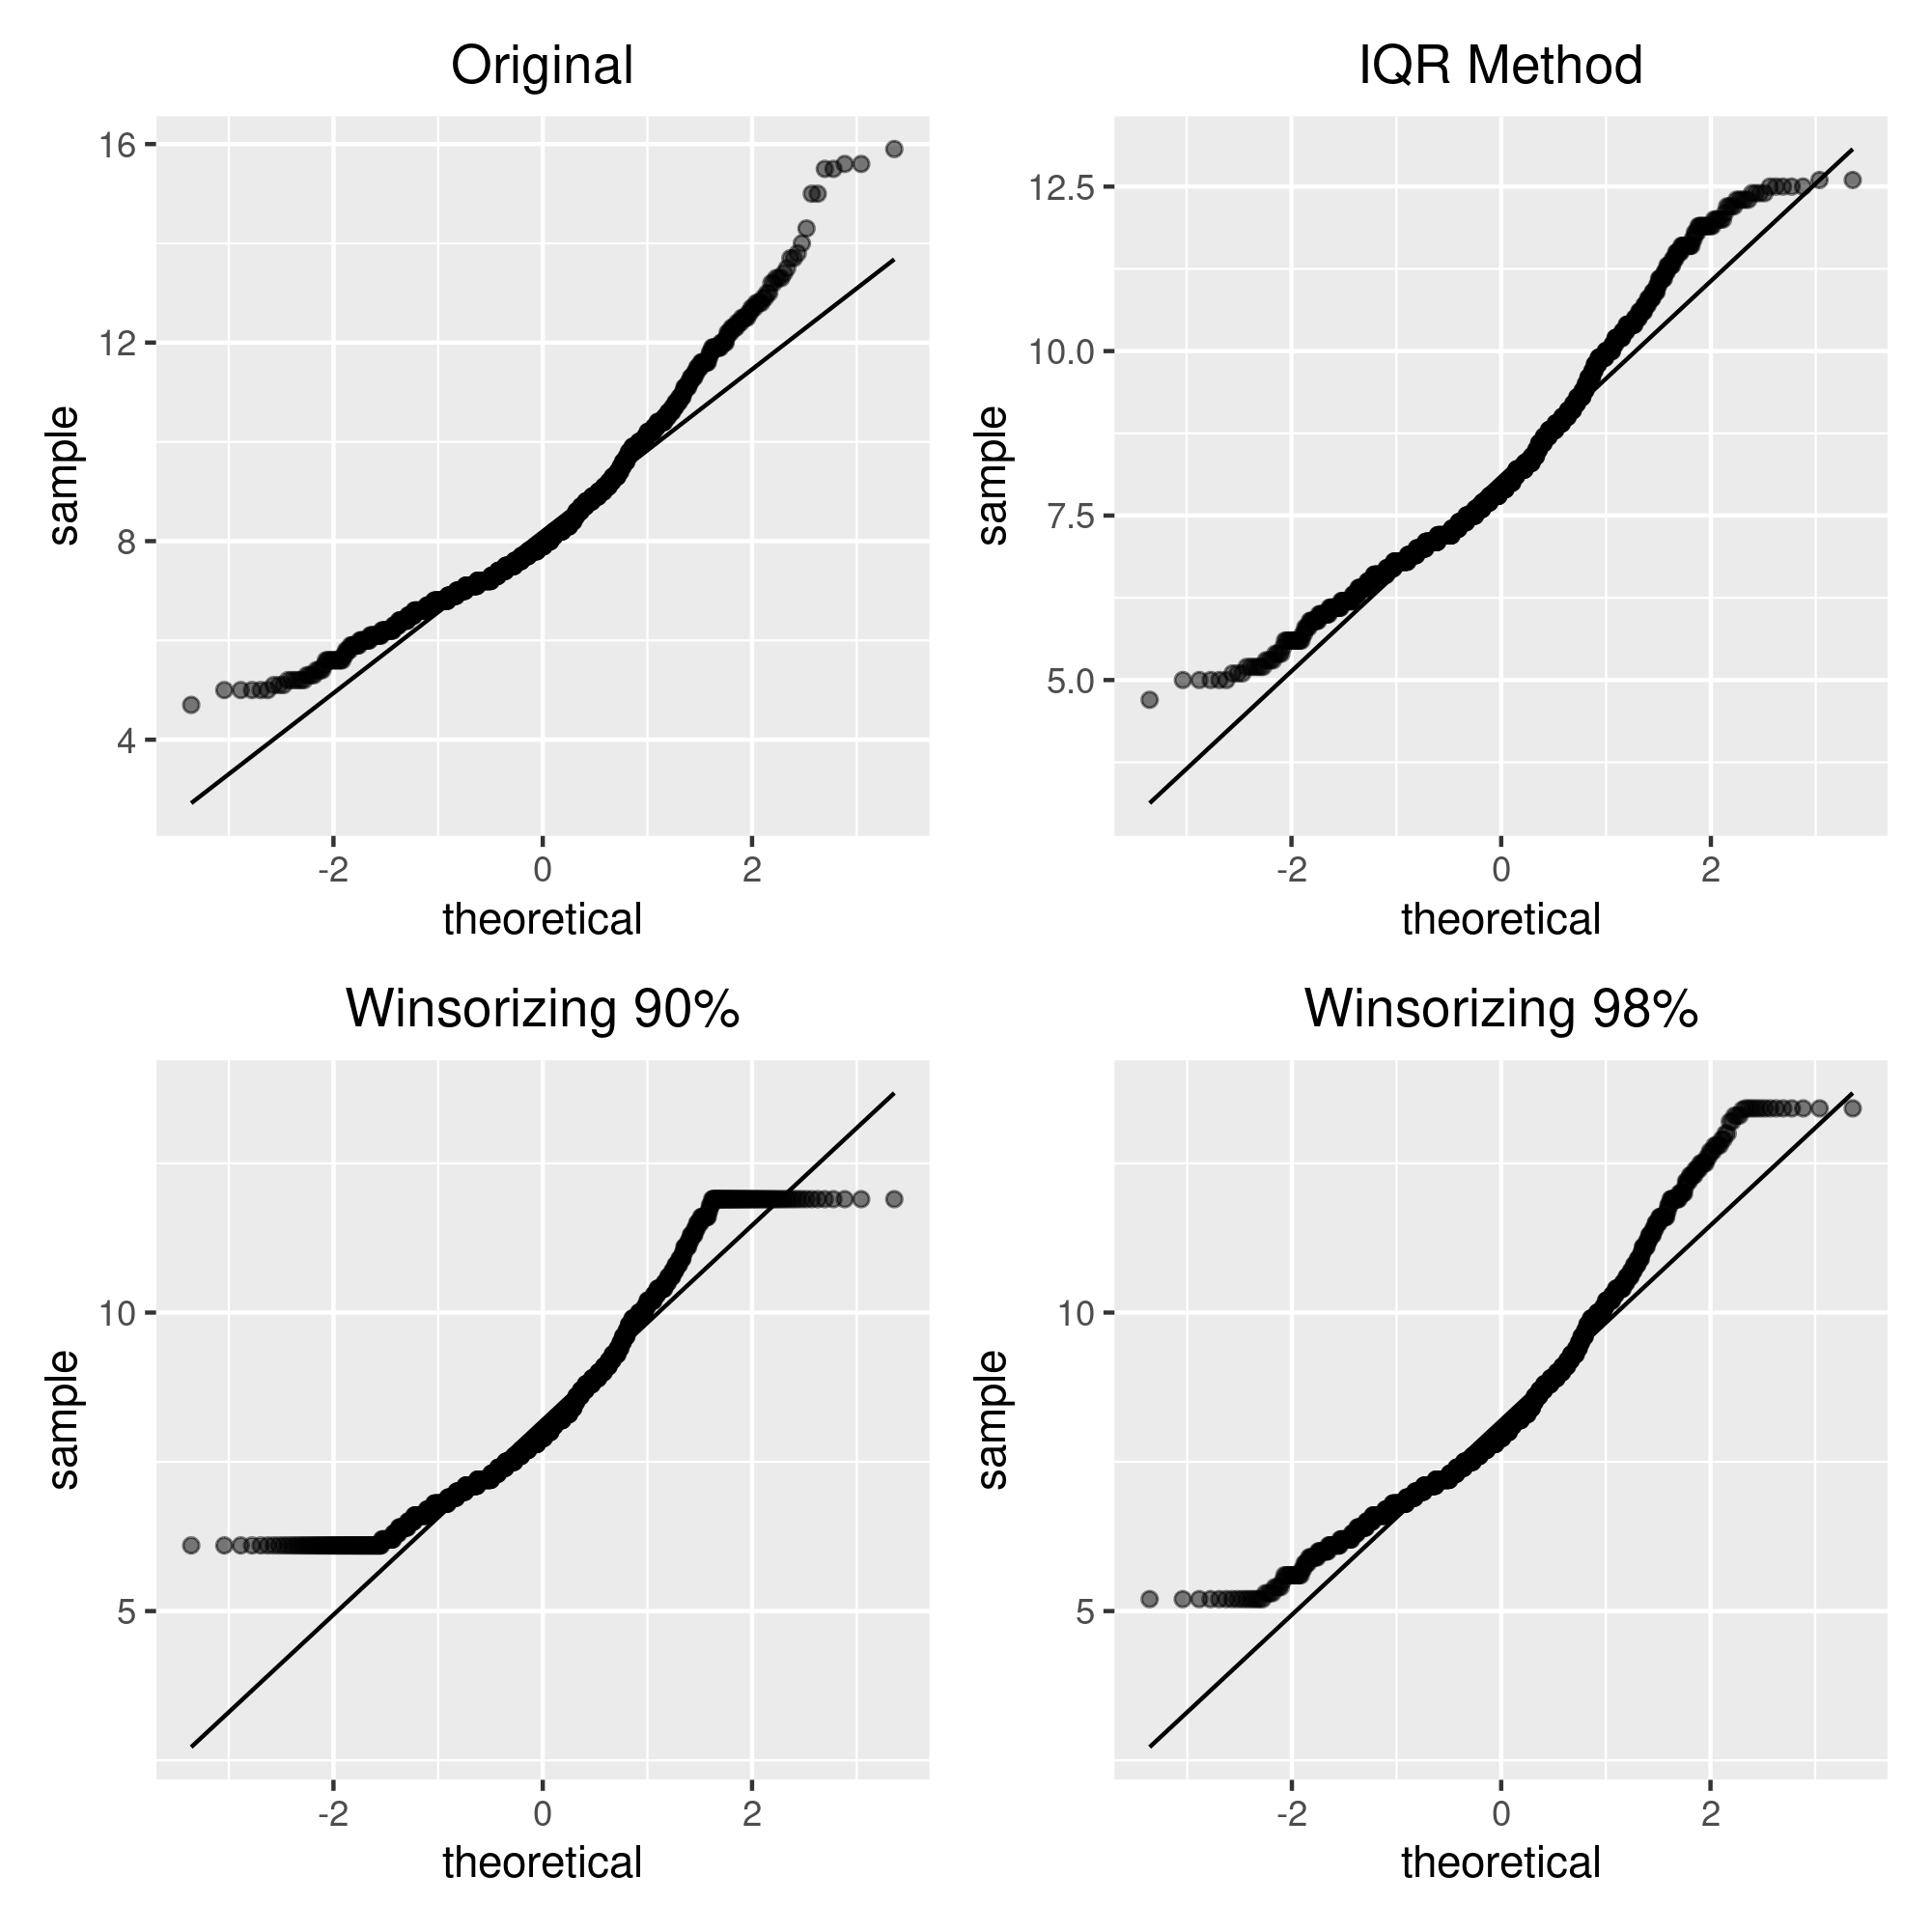 Original
16
12
8
4
sample
-2 0 2
theoretical
IQR Method
12.5
10.0
7.5
5.0
sample
-2 0 2
theoretical
Winsorizing 90%
10
5
sample
-2 0 2
theoretical
Winsorizing 98%
10
5
sample
-2 0 2
theoretical